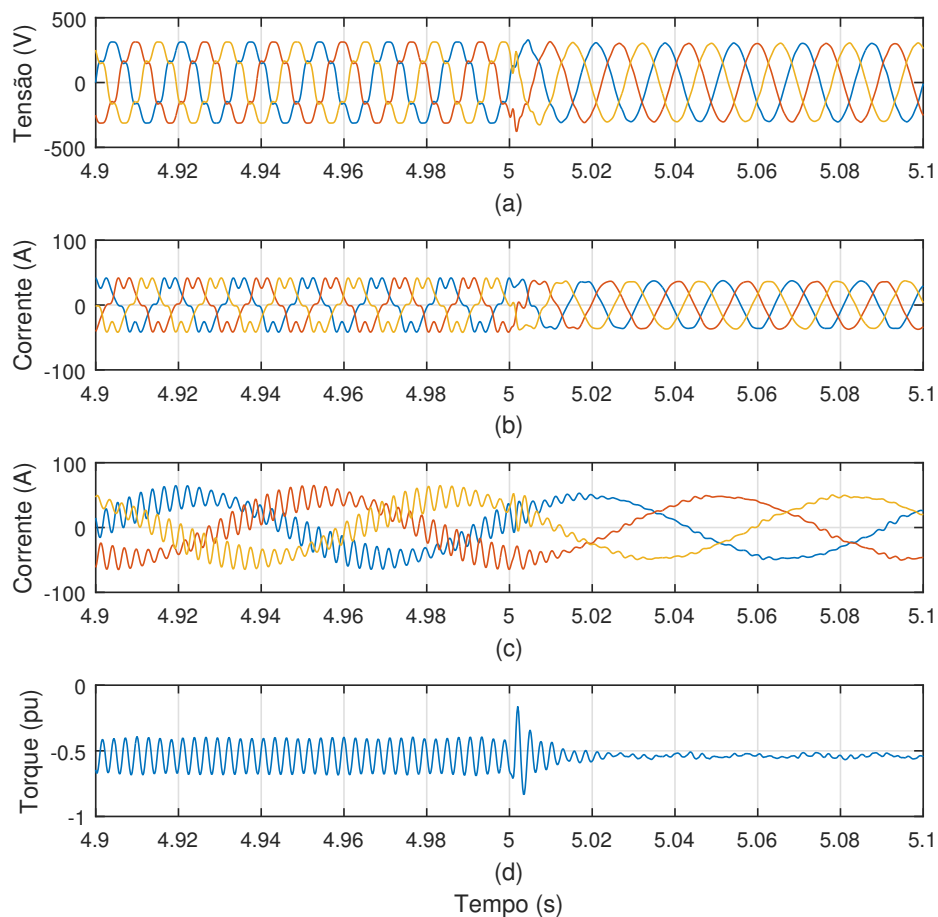 Tensão (V)
500
0
-500
4.9 4.92 4.94 4.96 4.98 5 5.02 5.04 5.06 5.08 5.1
(a)
Corrente (A)
100
0
-100
4.9 4.92 4.94 4.96 4.98 5 5.02 5.04 5.06 5.08 5.1
(b)
Corrente (A)
100
0
-100
4.9 4.92 4.94 4.96 4.98 5 5.02 5.04 5.06 5.08 5.1
(c)
Torque (pu)
0
-0.5
-1
4.9 4.92 4.94 4.96 4.98 5 5.02 5.04 5.06 5.08 5.1
(d)
Tempo (s)